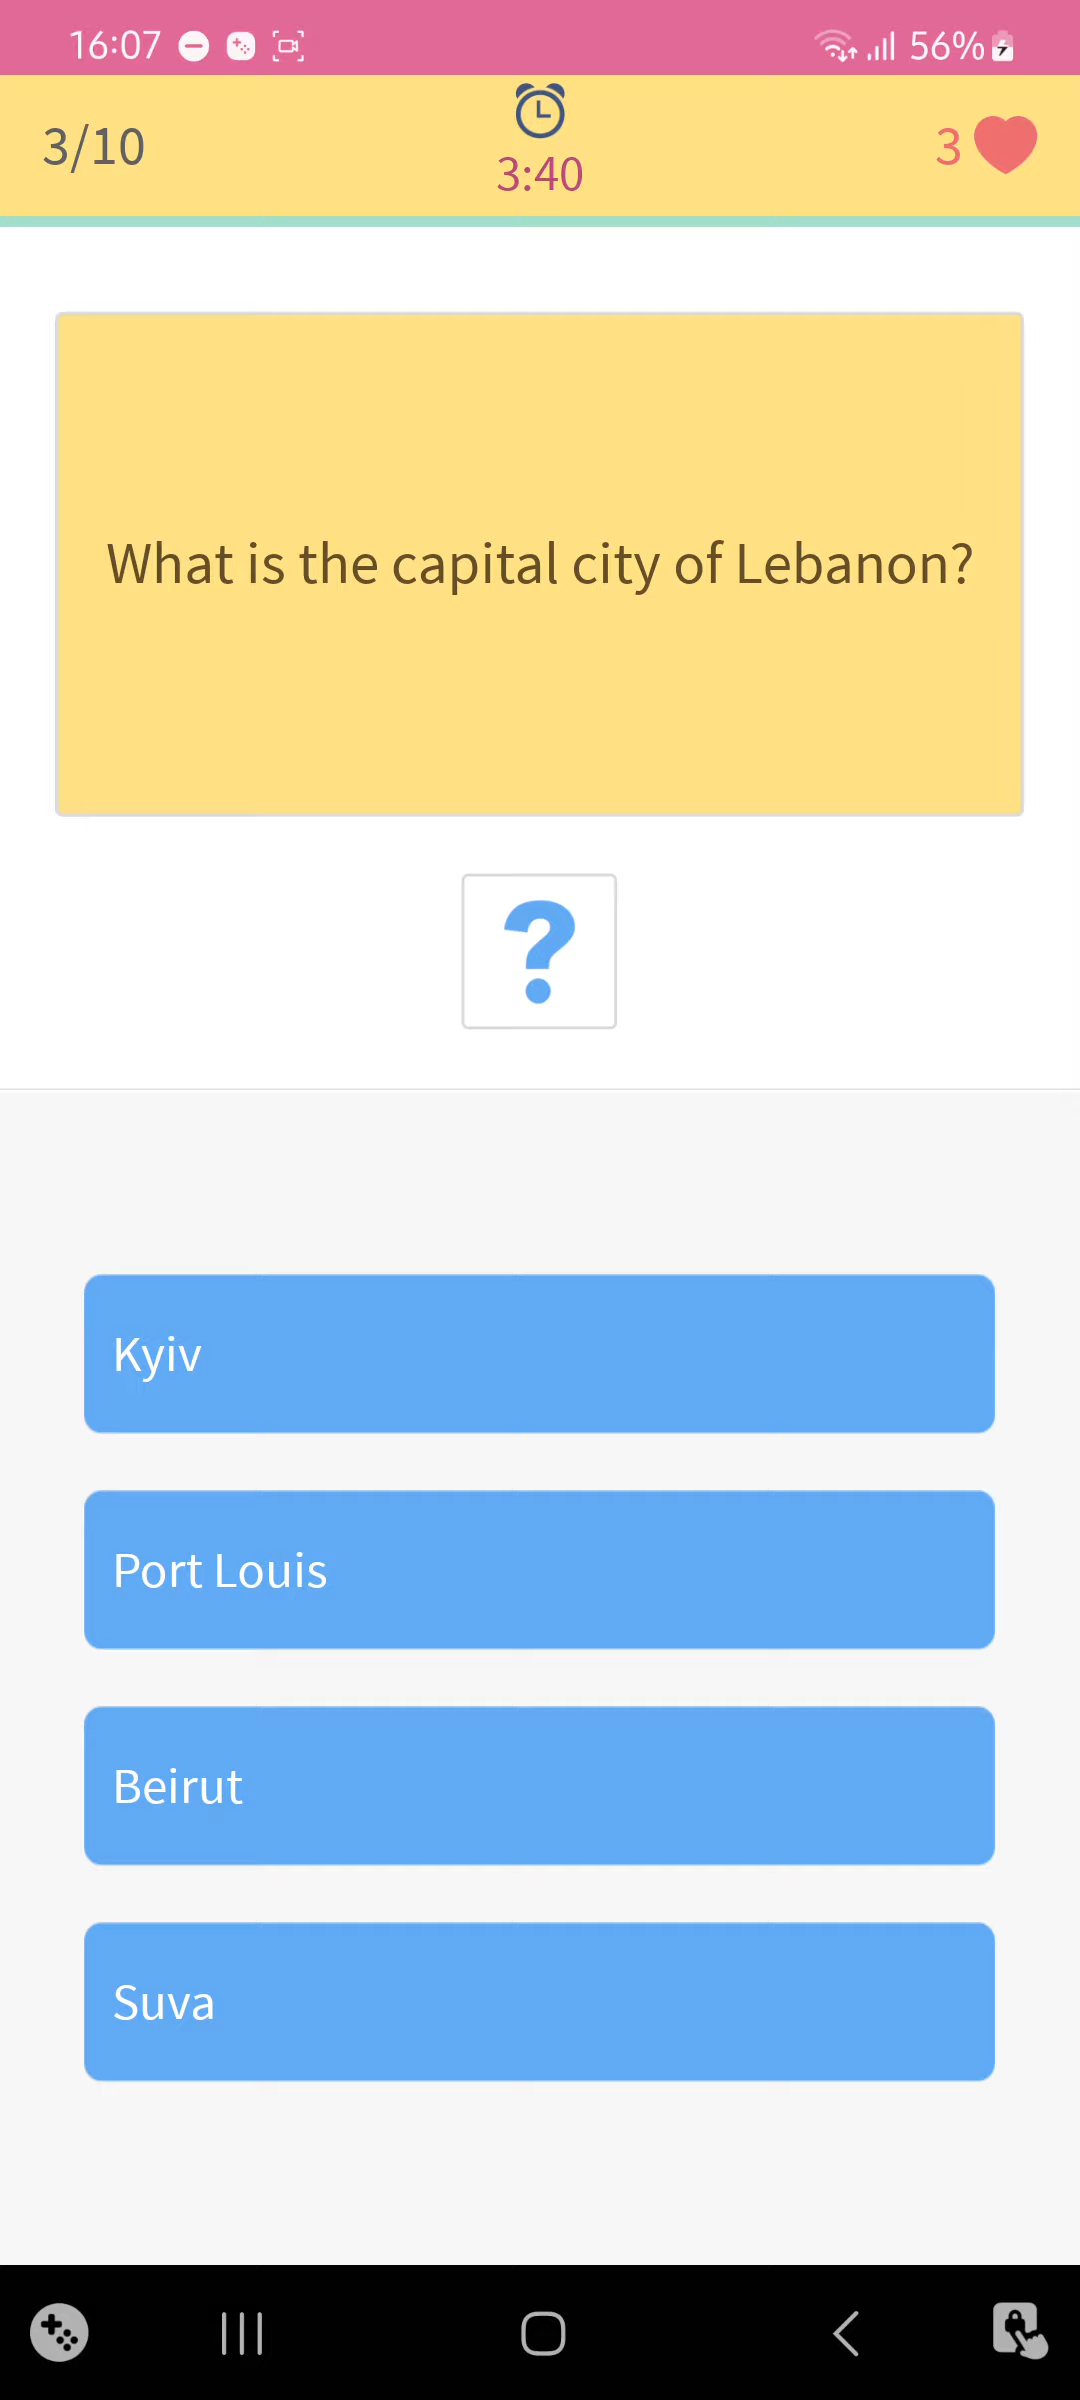 16:07
56%
3/10
3:40
3
What is the capital city of Lebanon?
?
Kyiv
Port Louis
Beirut
Suva